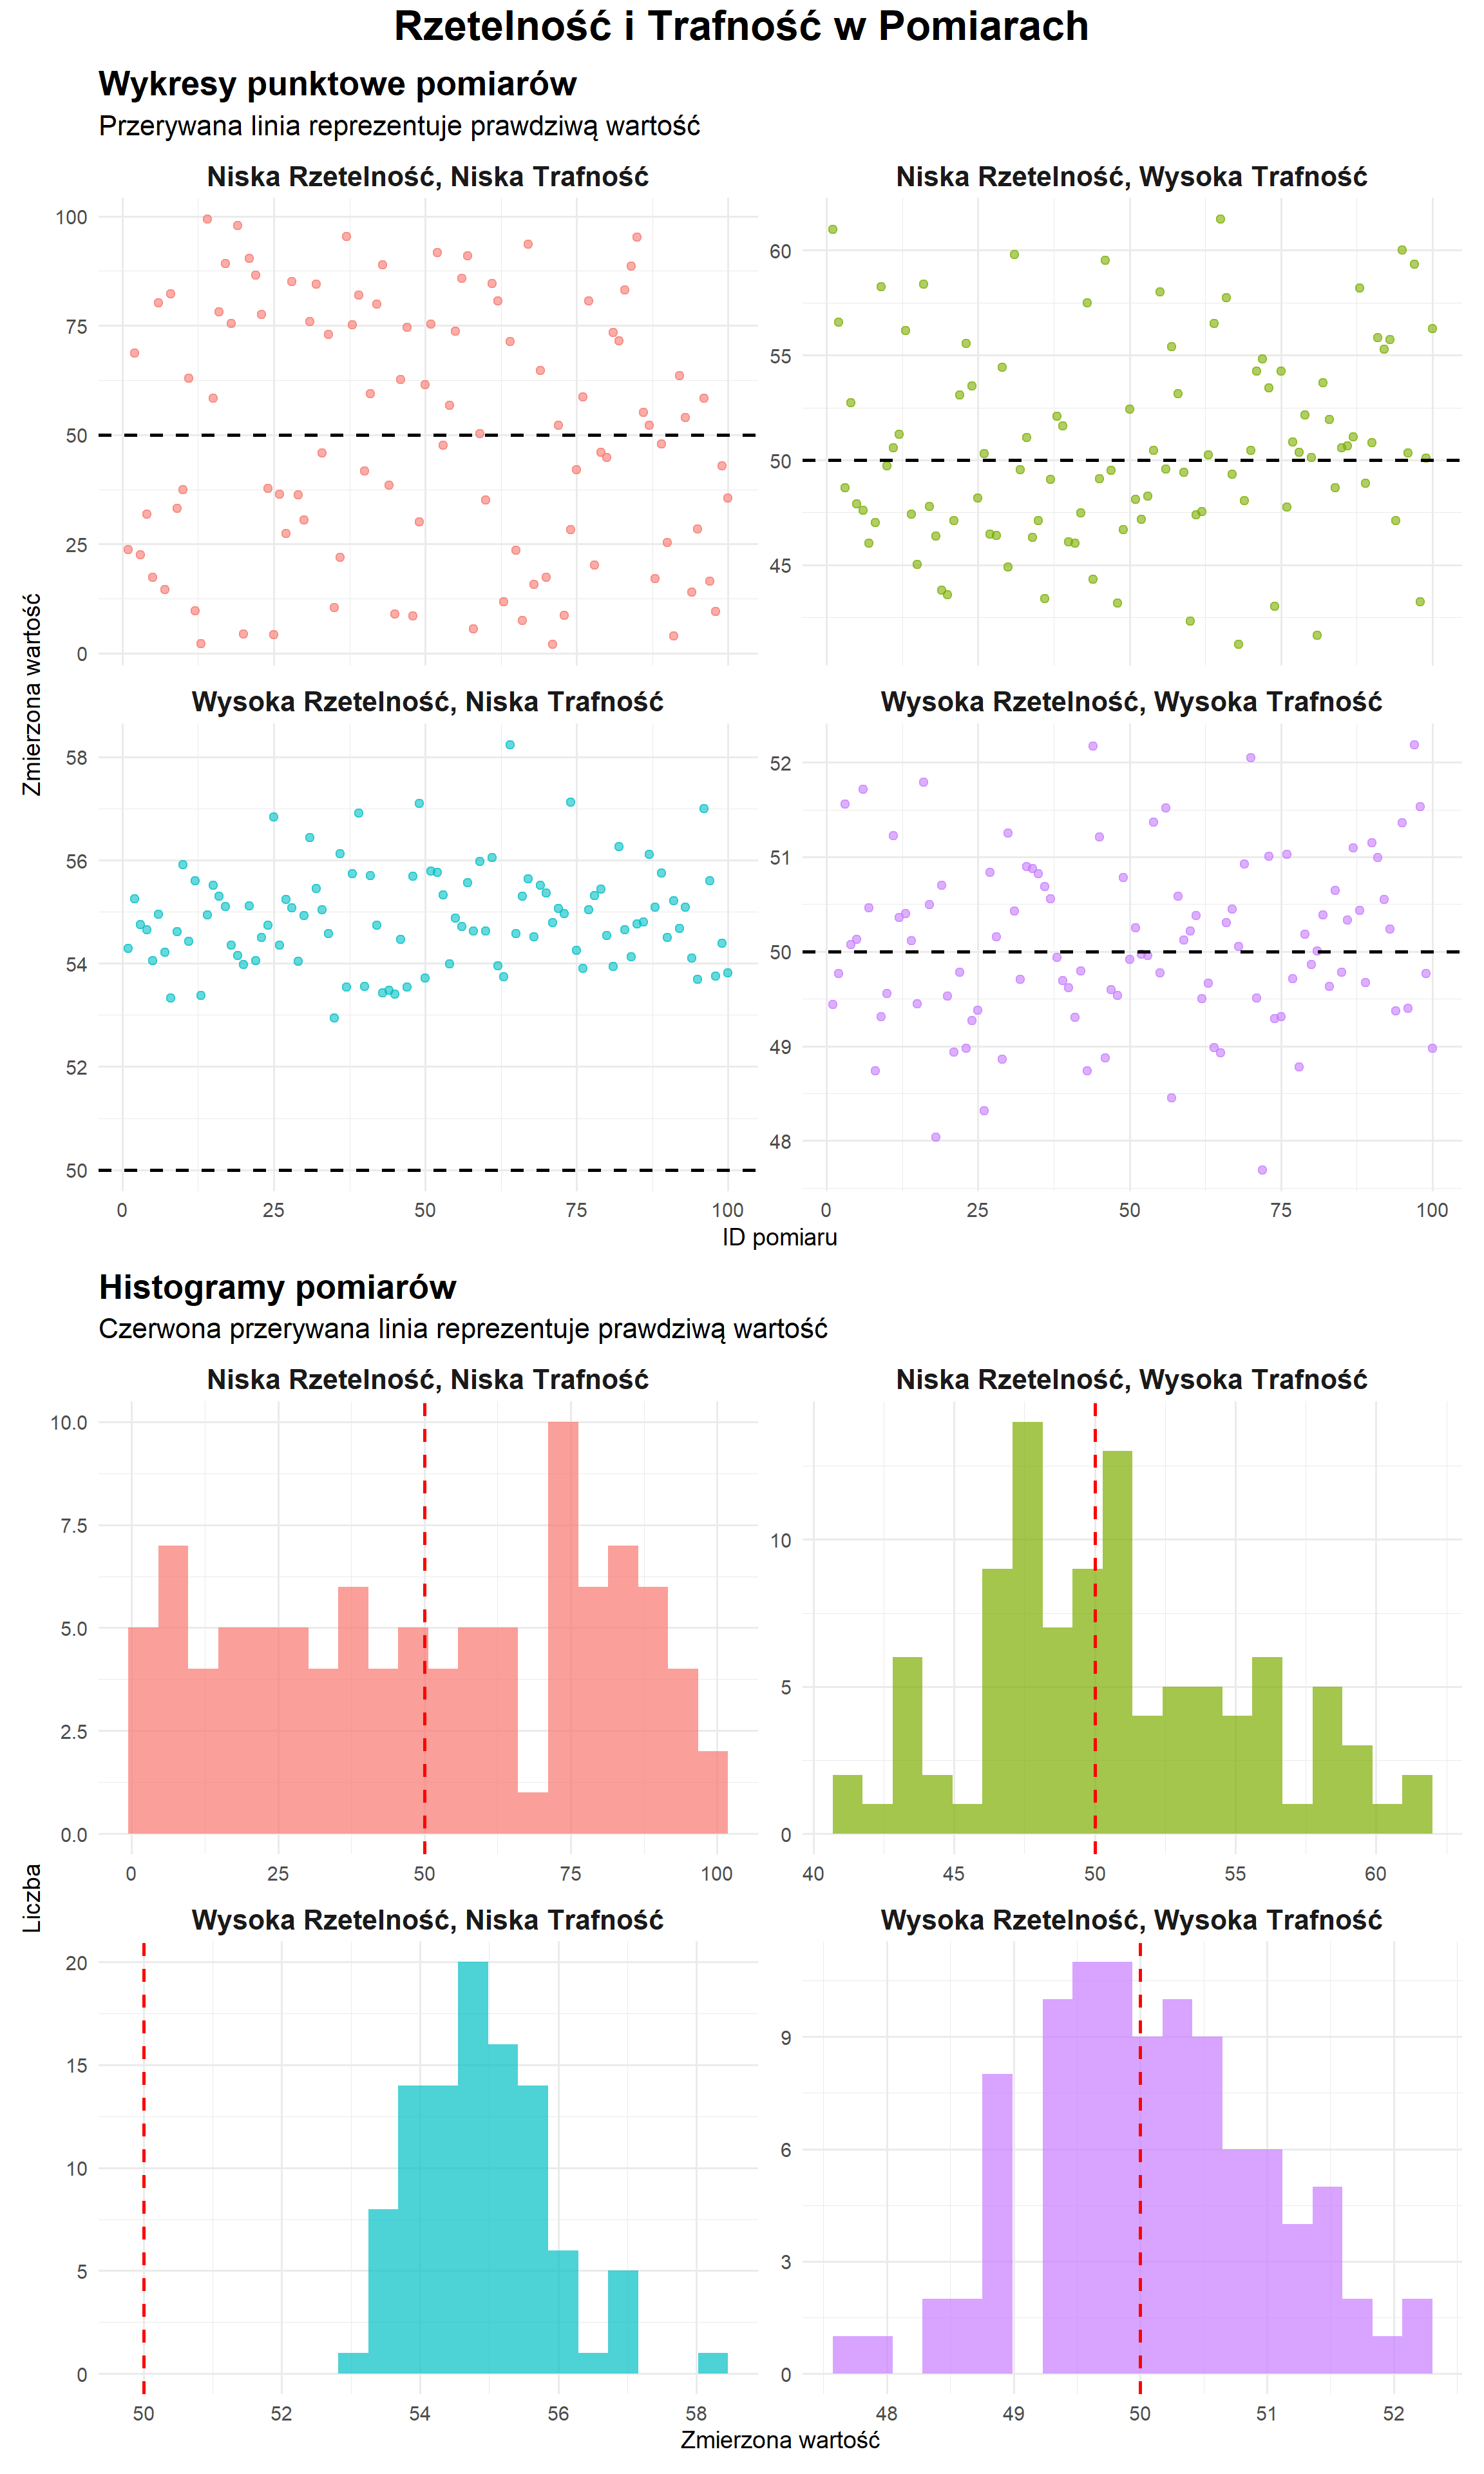 Rzetelność i Trafność w Pomiarach
Wykresy punktowe pomiarów
Przerywana linia reprezentuje prawdziwą wartość
Niska Rzetelność, Niska Trafność
Niska Rzetelność, Wysoka Trafność
100
75
50
25
0
60
55
50
45
Zmierzona wartość
Wysoka Rzetelność, Niska Trafność
Wysoka Rzetelność, Wysoka Trafność
58
56
54
52
50
52
51
50
49
48
0 25 50 75 100
0 25 50 75 100
ID pomiaru
Histogramy pomiarów
Czerwona przerywana linia reprezentuje prawdziwą wartość
Niska Rzetelność, Niska Trafność
Niska Rzetelność, Wysoka Trafność
10.0
7.5
5.0
2.5
0.0
10
5
0
0 25 50 75 100
40 45 50 55 60
Liczba
Wysoka Rzetelność, Niska Trafność
Wysoka Rzetelność, Wysoka Trafność
20
15
10
5
0
9
6
3
0
50 52 54 56 58
48 49 50 51 52
Zmierzona wartość